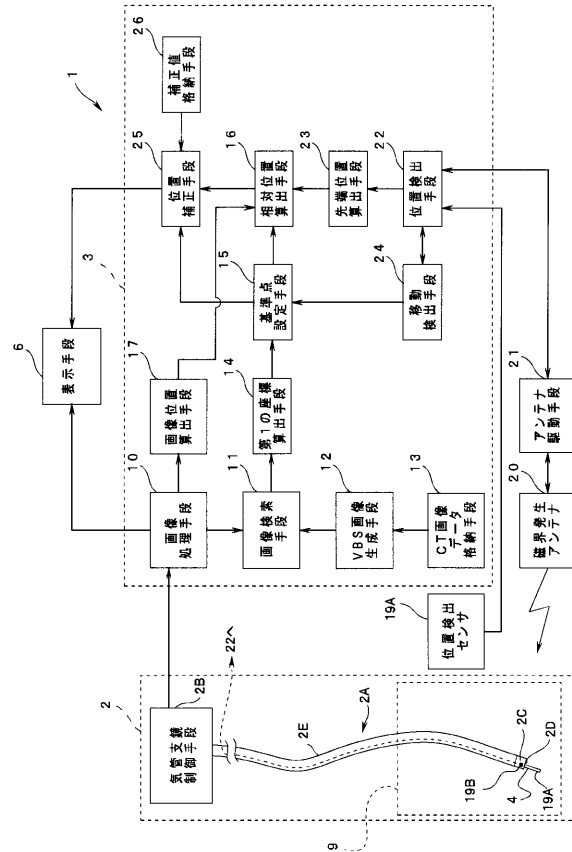 1
3
6
表示手段
26
補正値
格納手段
25
位置
補正手段
16
相対位置
算出手段
23
先端位置
算出手段
22
位置検出
手段
15
基準点
設定手段
24
移動
検出手段
17
画像位置
算出手段
14
第1の座標
算出手段
10
画像
処理手段
11
画像検索
手段
12
VBS画像
生成手段
13
CT画像
データ
格納手段
21
アンテナ
駆動手段
20
磁界発生
アンテナ
19A
位置検出
センサ
2
2B
気管支鏡
制御手段
22へ
2A
2E
9
2C
2D
19B
4
19A